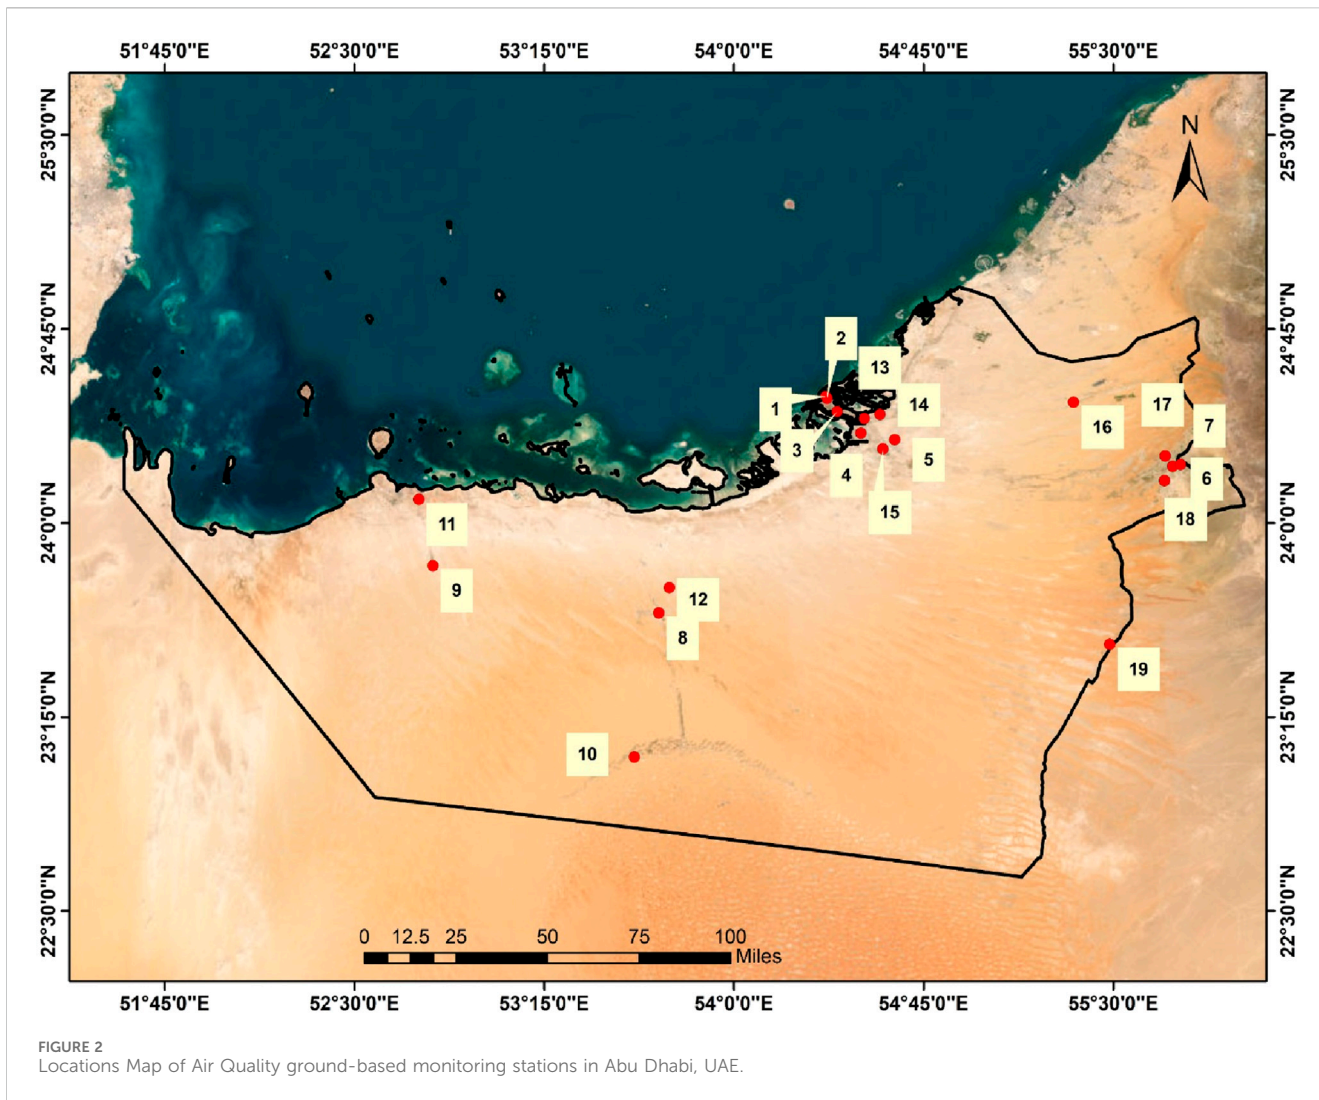 51°45'0"E 52°30'0"E 53°15'0"E 54°0'0"E 54°45'0"E 55°30'0"E
25°30'0"N
25°30'0"N
N
24°45'0"N
24°45'0"N
2
13
1
14
17
16
7
3
4
5
6
15
18
11
24°0'0"N
24°0'0"N
9
12
8
19
23°15'0"N
23°15'0"N
10
22°30'0"N
22°30'0"N
0 12.5 25 50 75 100
Miles
51°45'0"E 52°30'0"E 53°15'0"E 54°0'0"E 54°45'0"E 55°30'0"E
FIGURE 2
Locations Map of Air Quality ground-based monitoring stations in Abu Dhabi, UAE.